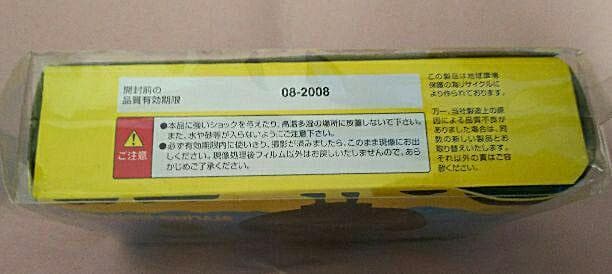 開封前の
品質有効期限
08-2008
ご注意
●本品に強いショックを与えたり、高温多湿の場所に放置しないで下さい。
また、水や砂等が入らないようにご注意下さい。
●必ず有効期限内に使いきり、撮影が済みましたら、このまま現像にお出
しください。現像処理後フィルム以外はお戻しいたしませんので、あら
かじめご了承ください。
この製品は地球環境
保護の為リサイクルに
より作られております。
万一、当社製造上の原
因による品質不良が
ありました場合は、同
数の新しい製品とお
取り替えいたします。
それ以外の責はご容
赦ください。